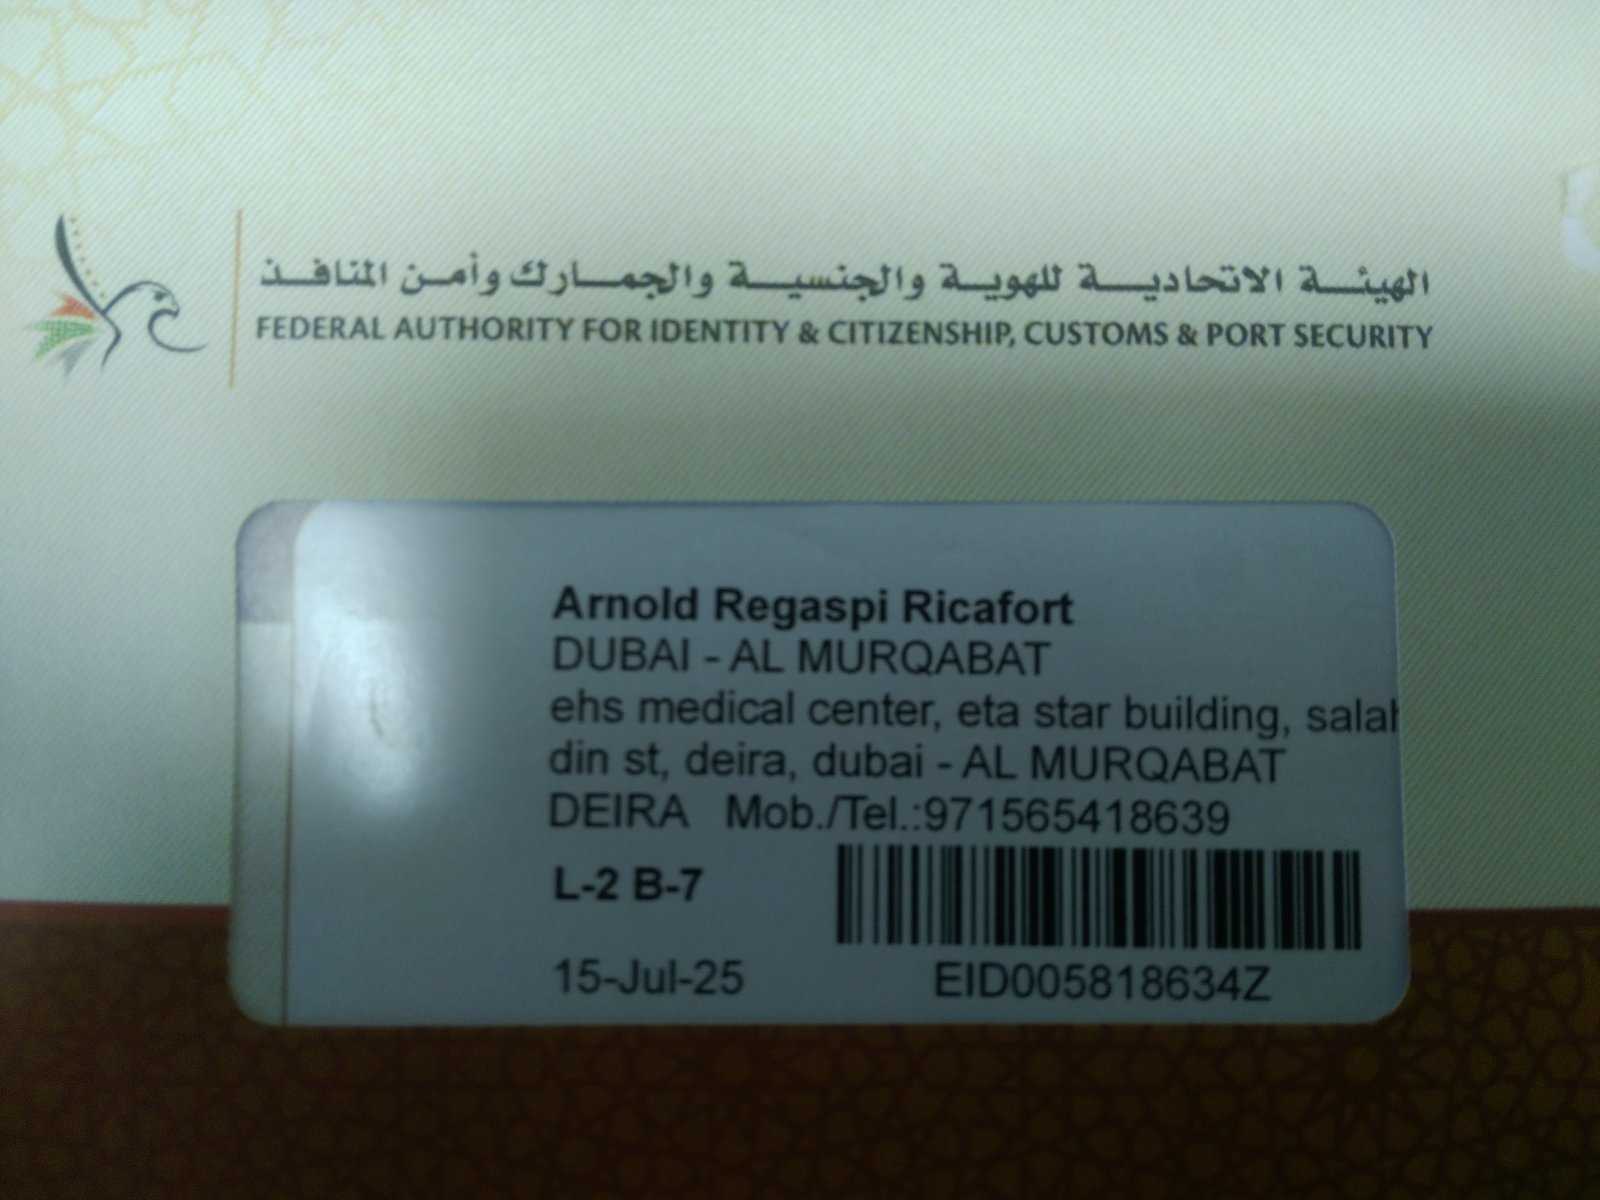 الهيئة الاتحادية للهوية والجنسية والجمارك وأمن المنافذ
FEDERAL AUTHORITY FOR IDENTITY & CITIZENSHIP, CUSTOMS & PORT SECURITY
Arnold Regaspi Ricafort
DUBAI - AL MURQABAT
ehs medical center, eta star building, salah
din st, deira, dubai - AL MURQABAT
DEIRA Mob./Tel.:971565418639
L-2 B-7
15-Jul-25
EID005818634Z